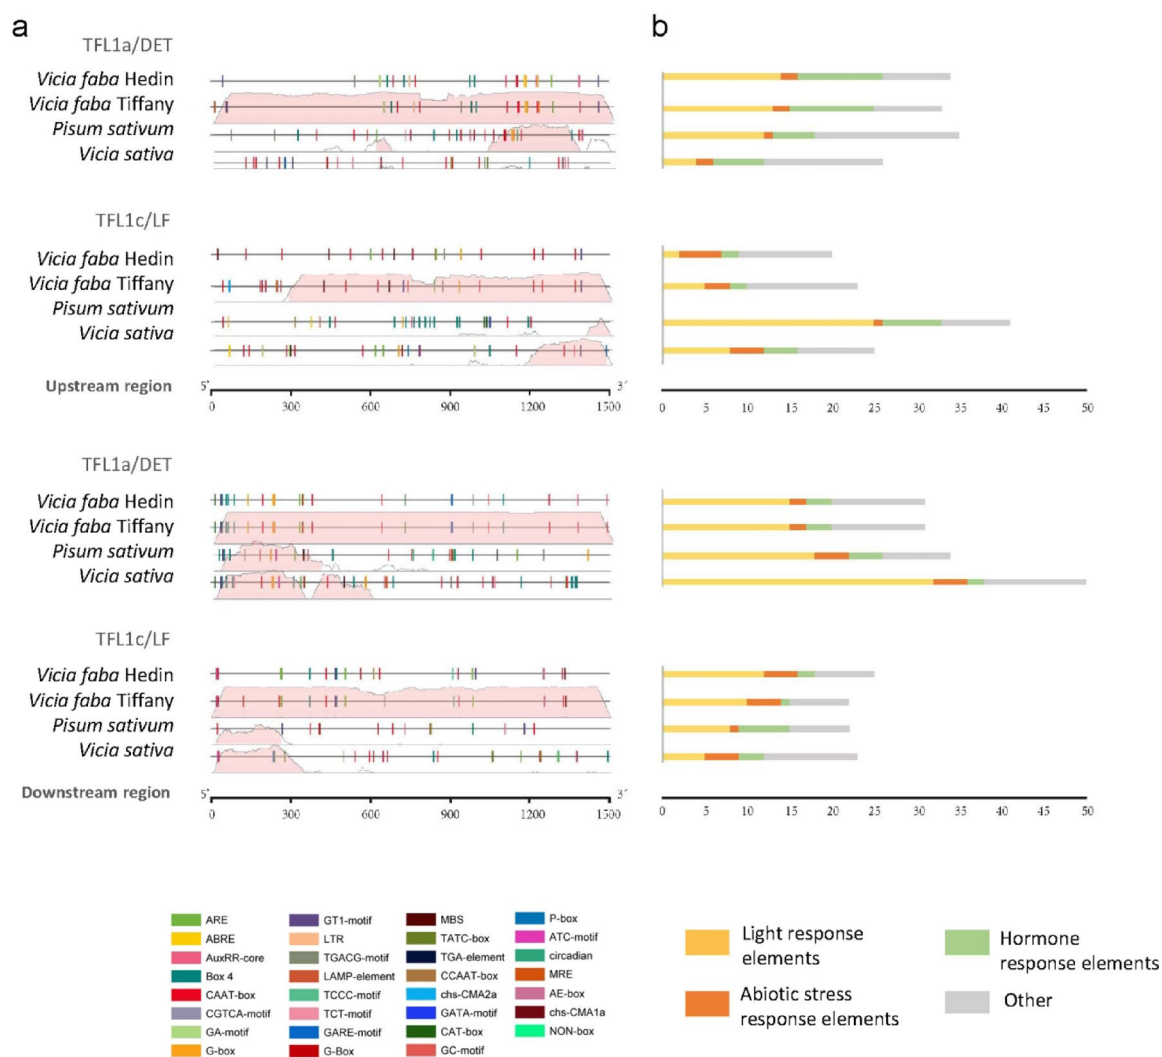 a
b
TFL1a/DET
Vicia faba Hedin
Vicia faba Tiffany
Pisum sativum
Vicia sativa
TFL1c/LF
Vicia faba Hedin
Vicia faba Tiffany
Pisum sativum
Vicia sativa
Upstream region
5′ 3′
0 300 600 900 1200 1500
0 5 10 15 20 25 30 35 40 45 50
TFL1a/DET
Vicia faba Hedin
Vicia faba Tiffany
Pisum sativum
Vicia sativa
TFL1c/LF
Vicia faba Hedin
Vicia faba Tiffany
Pisum sativum
Vicia sativa
Downstream region
5′ 3′
0 300 600 900 1200 1500
0 5 10 15 20 25 30 35 40 45 50
ARE
ABRE
AuxRR-core
Box 4
CAAT-box
CGTCA-motif
GA-motif
G-box
GT1-motif
LTR
TGACG-motif
LAMP-element
TCCC-motif
TCT-motif
GARE-motif
G-Box
MBS
TATC-box
TGA-element
CCAAT-box
chs-CMA2a
GATA-motif
CAT-box
GC-motif
P-box
ATC-motif
circadian
MRE
AE-box
chs-CMA1a
NON-box
Light response
elements
Abiotic stress
response elements
Hormone
response elements
Other